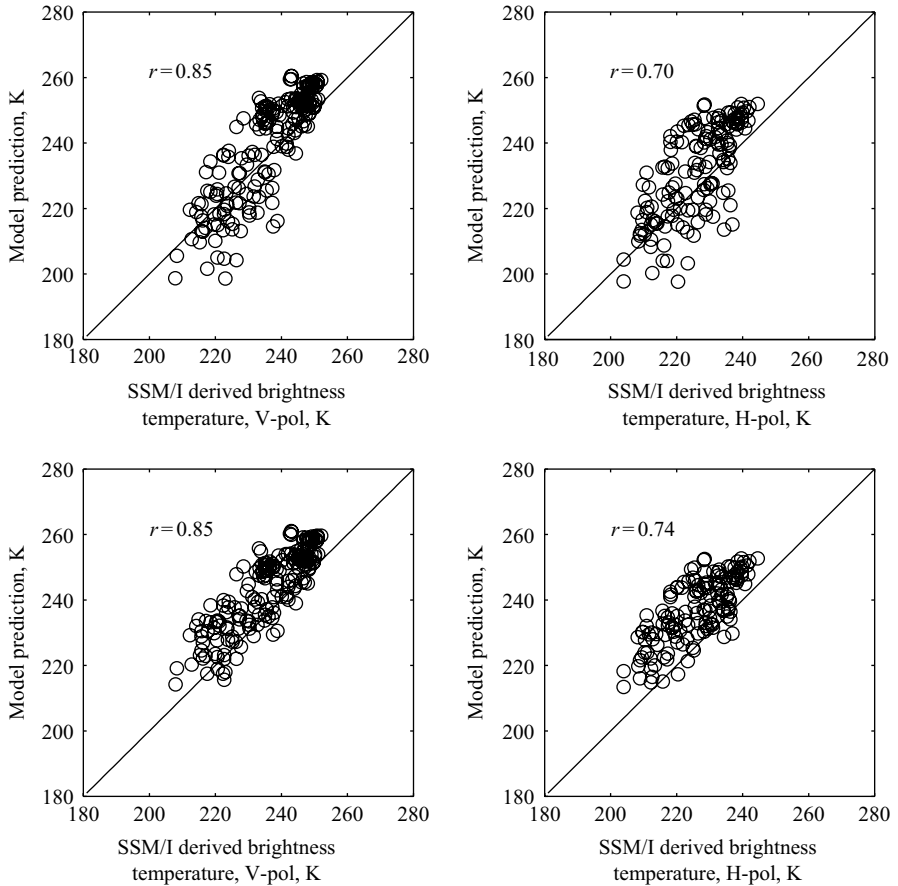 280
260
240
220
200
180
Model prediction, K
r=0.85
180 200 220 240 260 280
SSM/I derived brightness
temperature, V-pol, K
280
260
240
220
200
180
Model prediction, K
r=0.70
180 200 220 240 260 280
SSM/I derived brightness
temperature, H-pol, K
280
260
240
220
200
180
Model prediction, K
r=0.85
180 200 220 240 260 280
SSM/I derived brightness
temperature, V-pol, K
280
260
240
220
200
180
Model prediction, K
r=0.74
180 200 220 240 260 280
SSM/I derived brightness
temperature, H-pol, K